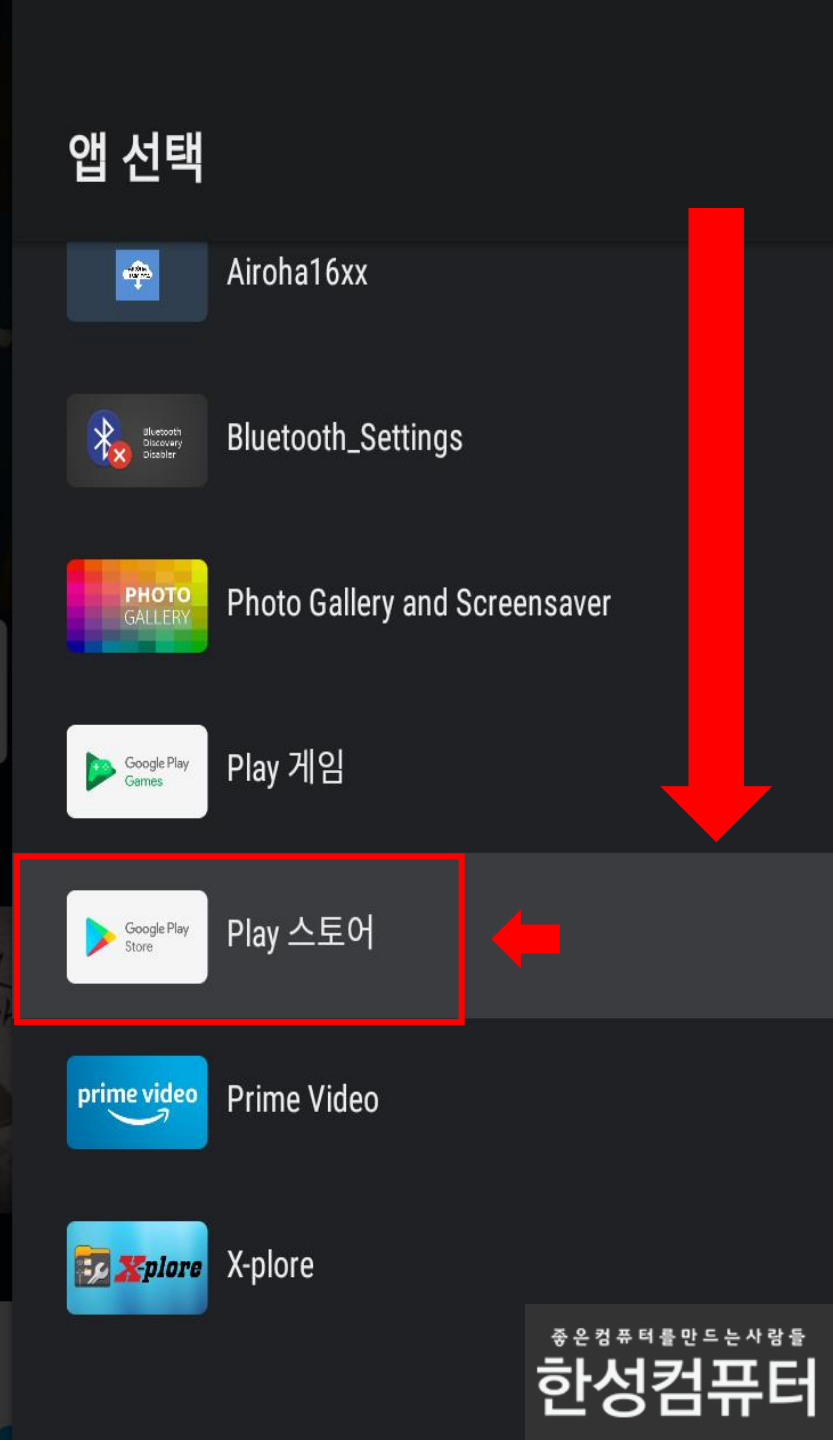 앱 선택
Airoha16xx
Bluetooth
Discovery
Disabler
Bluetooth_Settings
PHOTO
GALLERY
Photo Gallery and Screensaver
Google Play
Games
Play 게임
Google Play
Store
Play 스토어
prime video
Prime Video
X-plore
X-plore
좋은컴퓨터를만드는사람들
한성컴퓨터